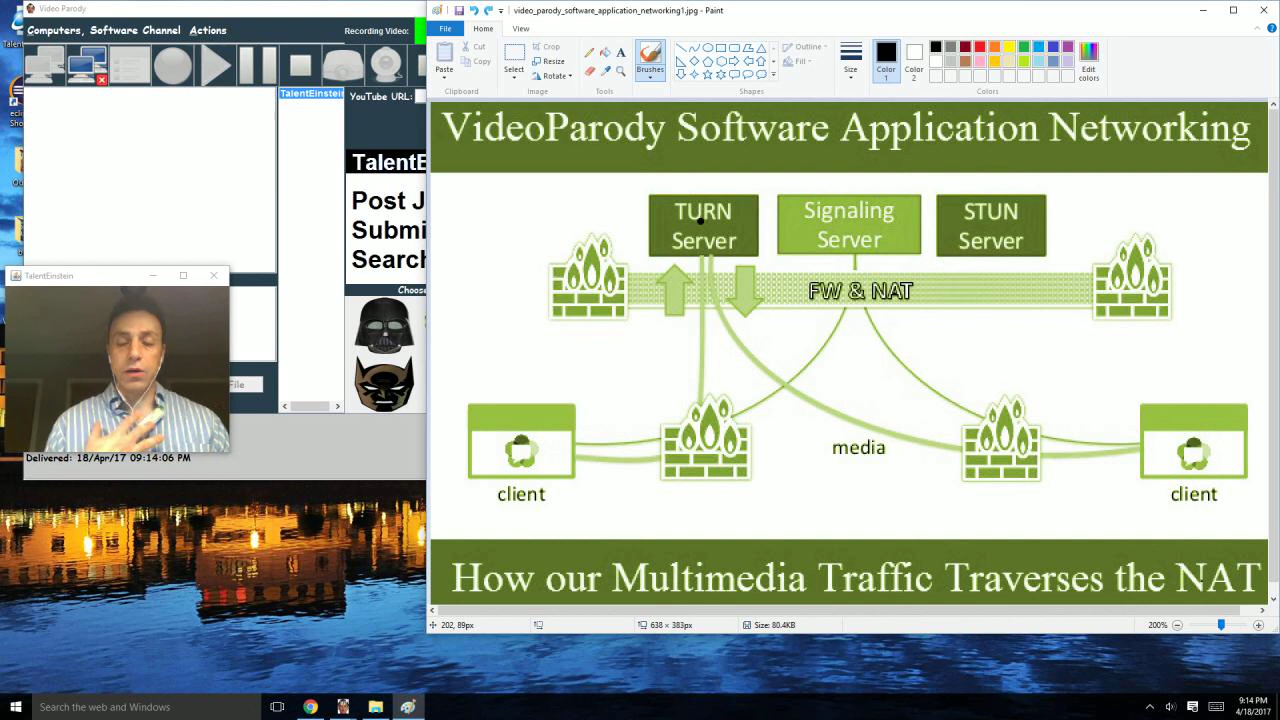 Video Parody
Computers, Software Channel Actions
Recording Video:
TalentEinstein
YouTube URL:
TalentE
Post J
Submi
Search
Choose
File
TalentEinstein
Delivered: 18/Apr/17 09:14:06 PM
video_parody_software_application_networking1.jpg - Paint
File
Home
View
Paste
Cut
Copy
Clipboard
Select
Crop
Resize
Rotate
Image
Tools
Brushes
Shapes
Outline
Fill
Size
Color
1
Color
2
Edit
colors
Colors
VideoParody Software Application Networking
TURN
Server
Signaling
Server
STUN
Server
FW & NAT
media
client
client
How our Multimedia Traffic Traverses the NAT
202, 89px
638 × 383px
Size: 80.4KB
200%
Search the web and Windows
9:14 PM
4/18/2017